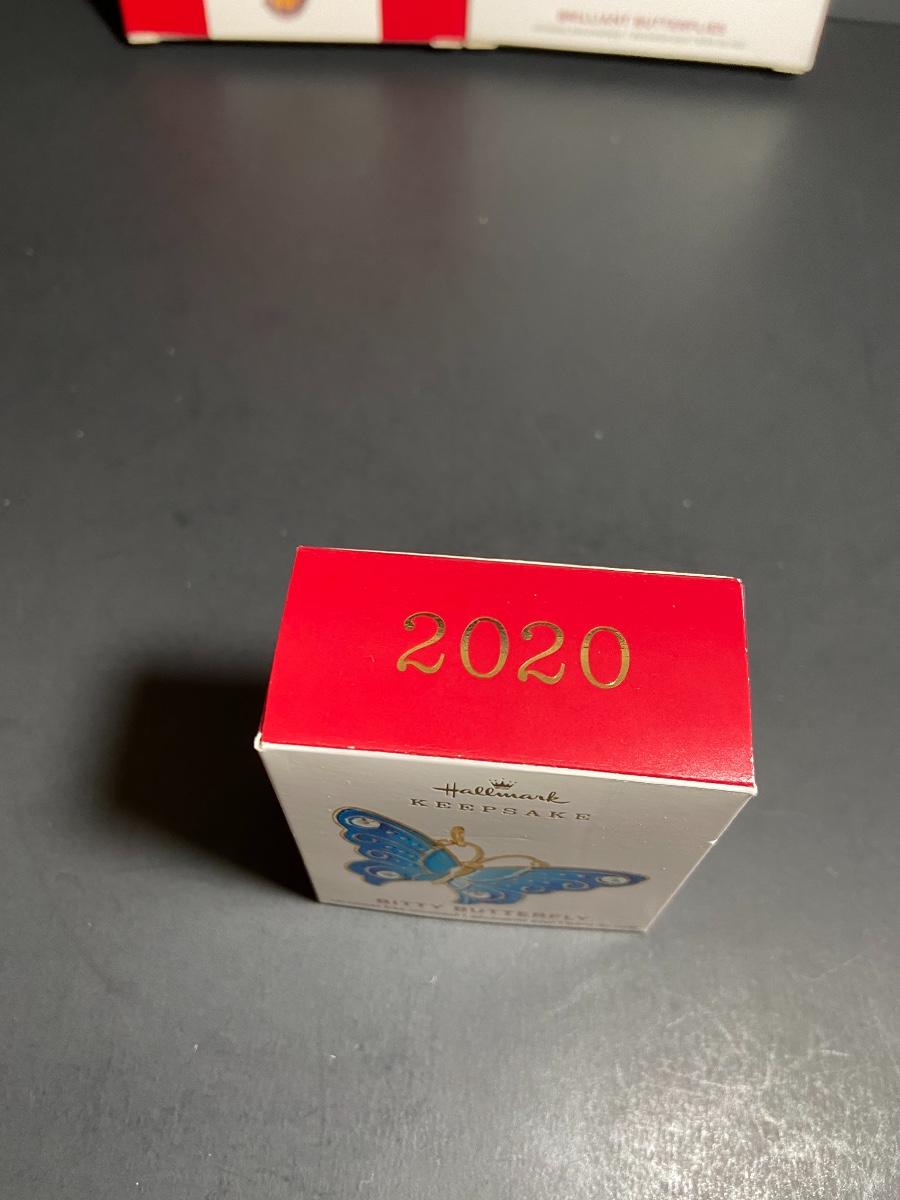 BRILLIANT BUTTERFLIES
2020
Hallmark
KEEPSAKE
BITTY BUTTERFLY